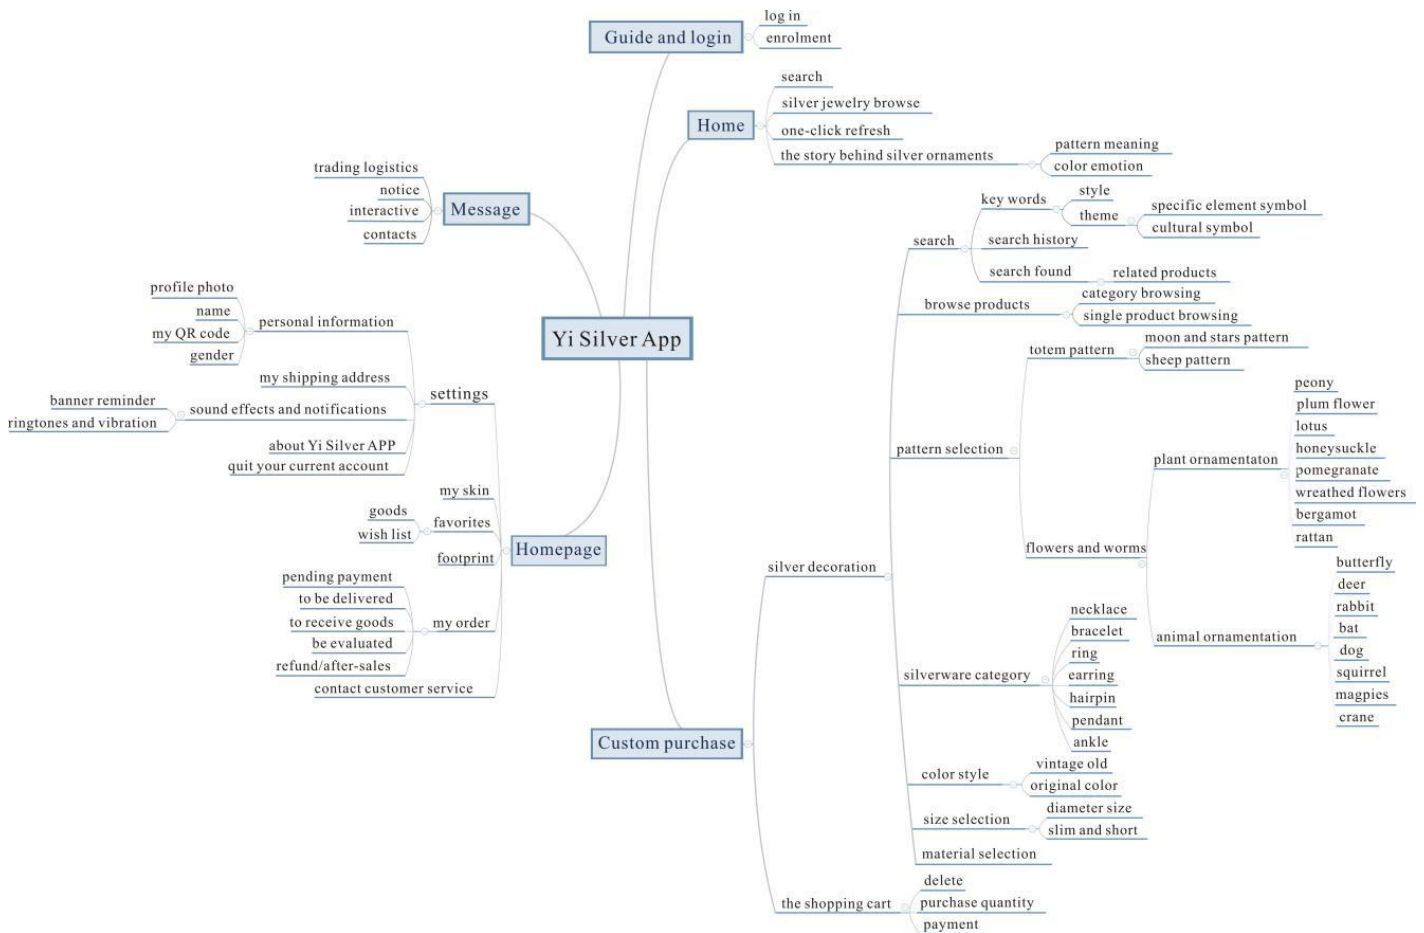 Guide and login
log in
enrolment
Home
search
silver jewelry browse
one-click refresh
the story behind silver ornaments
pattern meaning
color emotion
Message
trading logistics
notice
interactive
contacts
Yi Silver App
Homepage
settings
personal information
profile photo
name
my QR code
gender
my shipping address
sound effects and notifications
banner reminder
ringtones and vibration
about Yi Silver APP
quit your current account
my skin
favorites
goods
wish list
footprint
my order
pending payment
to be delivered
to receive goods
be evaluated
refund/after-sales
contact customer service
Custom purchase
silver decoration
search
key words
style
theme
specific element symbol
cultural symbol
search history
search found
related products
browse products
category browsing
single product browsing
pattern selection
totem pattern
moon and stars pattern
sheep pattern
flowers and worms
plant ornamentaton
peony
plum flower
lotus
honeysuckle
pomegranate
wreathed flowers
bergamot
rattan
animal ornamentation
butterfly
deer
rabbit
bat
dog
squirrel
magpies
crane
silverware category
necklace
bracelet
ring
earring
hairpin
pendant
ankle
color style
vintage old
original color
size selection
diameter size
slim and short
material selection
the shopping cart
delete
purchase quantity
payment